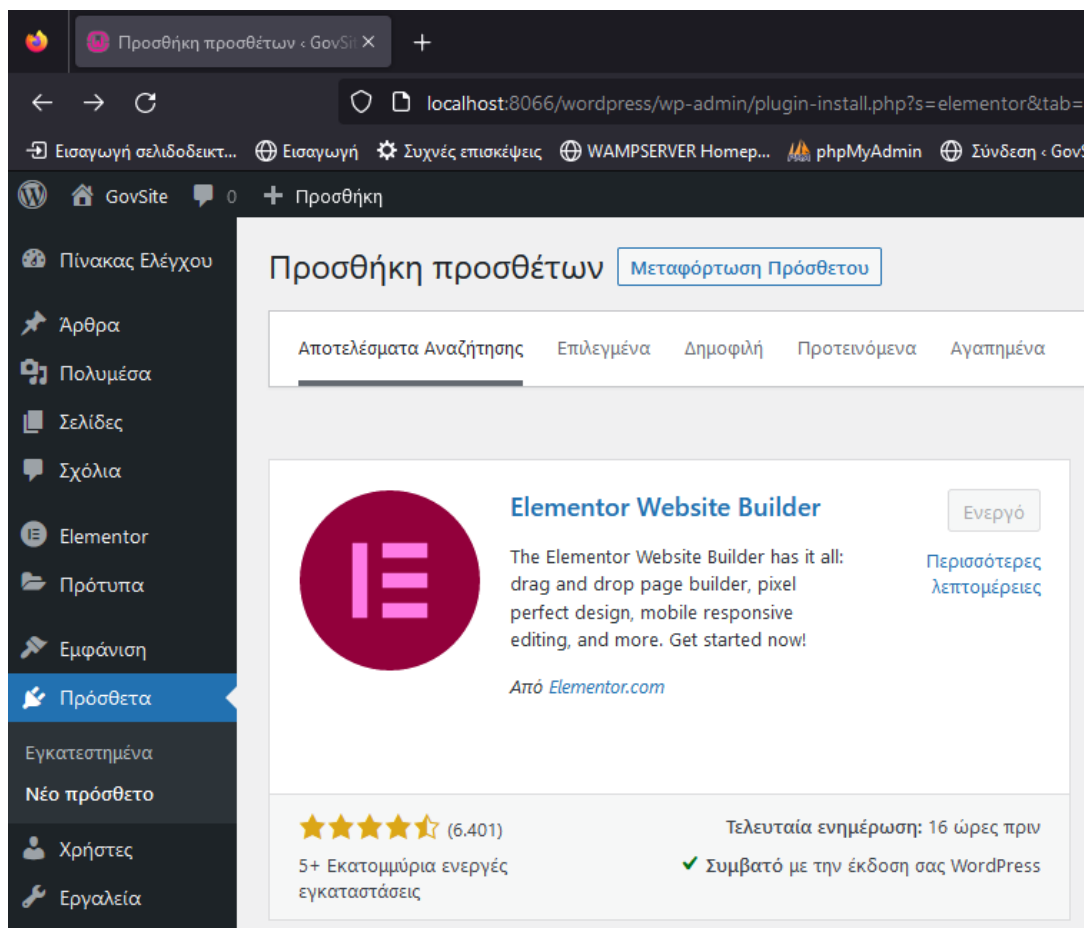 Προσθήκη προσθέτων ‹ GovSit
localhost:8066/wordpress/wp-admin/plugin-install.php?s=elementor&tab=
Εισαγωγή σελιδοδεικτ... Εισαγωγή Συχνές επισκέψεις WAMPSERVER Homep... phpMyAdmin Σύνδεση ‹ GovS
GovSite 0 Προσθήκη
Πίνακας Ελέγχου
Άρθρα
Πολυμέσα
Σελίδες
Σχόλια
Elementor
Πρότυπα
Εμφάνιση
Πρόσθετα
Εγκατεστημένα
Νέο πρόσθετο
Χρήστες
Εργαλεία
Προσθήκη προσθέτων Μεταφόρτωση Πρόσθετου
Αποτελέσματα Αναζήτησης Επιλεγμένα Δημοφιλή Προτεινόμενα Αγαπημένα
Elementor Website Builder
The Elementor Website Builder has it all:
drag and drop page builder, pixel
perfect design, mobile responsive
editing, and more. Get started now!
Από Elementor.com
Ενεργό
Περισσότερες
λεπτομέρειες
(6.401)
5+ Εκατομμύρια ενεργές
εγκαταστάσεις
Τελευταία ενημέρωση: 16 ώρες πριν
Συμβατό με την έκδοση σας WordPress